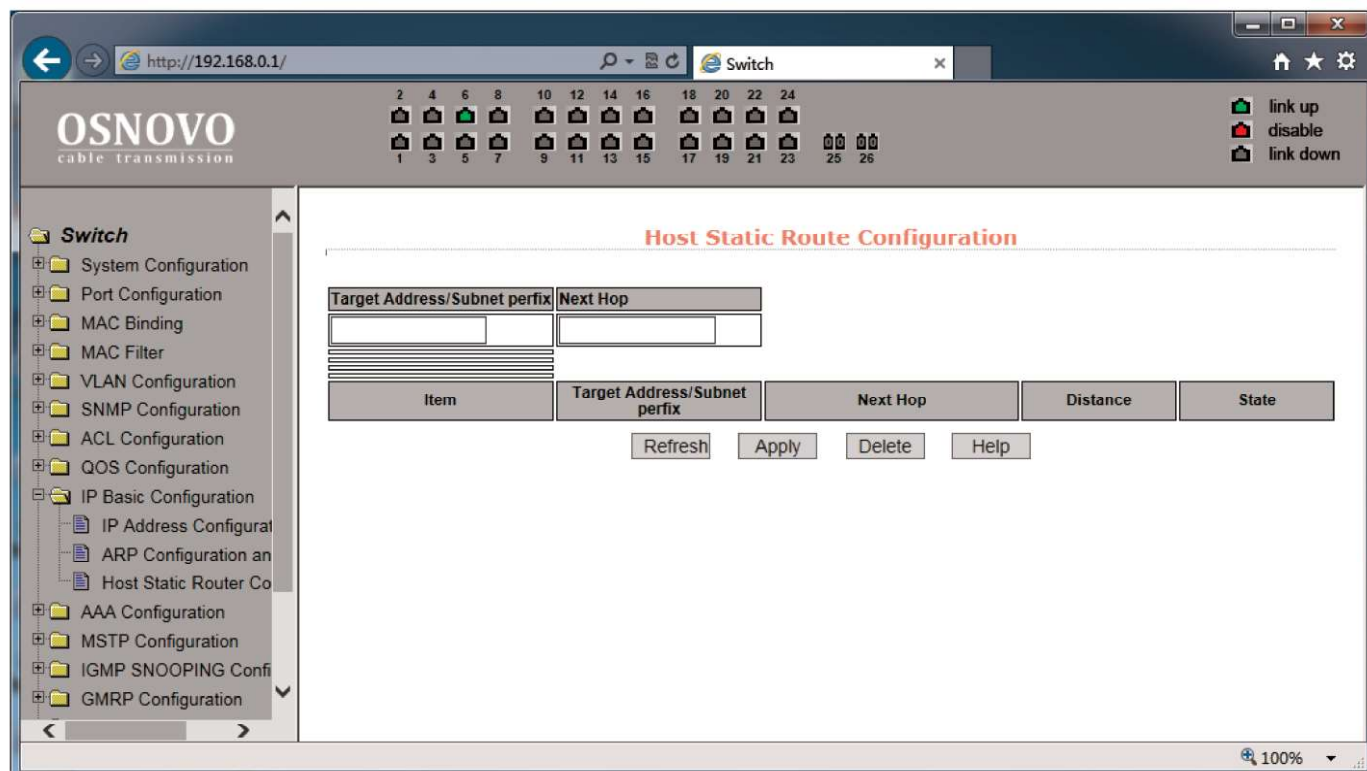 http://192.168.0.1/
Switch
OSNOVO
cable transmission
2 4 6 8 10 12 14 16 18 20 22 24
1 3 5 7 9 11 13 15 17 19 21 23 25 26
link up
disable
link down
Switch
System Configuration
Port Configuration
MAC Binding
MAC Filter
VLAN Configuration
SNMP Configuration
ACL Configuration
QOS Configuration
IP Basic Configuration
IP Address Configurat
ARP Configuration an
Host Static Router Co
AAA Configuration
MSTP Configuration
IGMP SNOOPING Confi
GMRP Configuration
Host Static Route Configuration
Target Address/Subnet perfix Next Hop
Item Target Address/Subnet perfix Next Hop Distance State
Refresh Apply Delete Help
100%